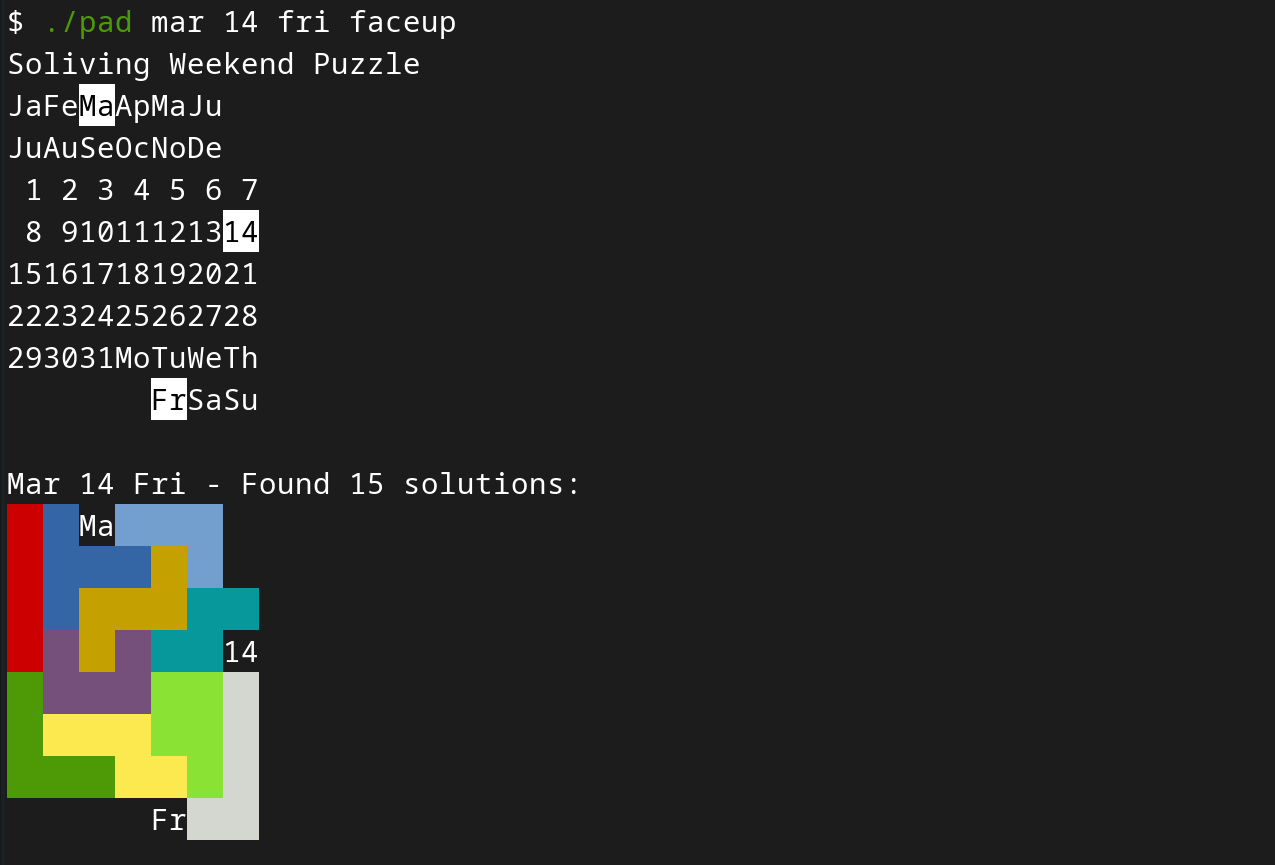 $ ./pad mar 14 fri faceup
Soliving Weekend Puzzle
JaFeMaApMaJu
JuAuSeOcNoDe
 1 2 3 4 5 6 7
 8 91011121314
15161718192021
22232425262728
293031MoTuWeTh
        FrSaSu
Mar 14 Fri - Found 15 solutions:
Ma
14
Fr